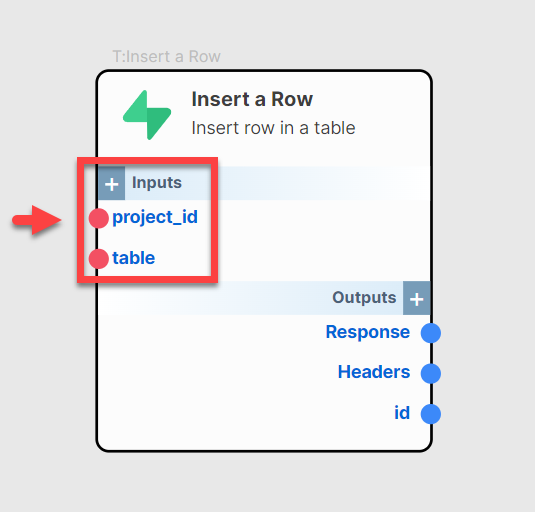 T:Insert a Row
Insert a Row
Insert row in a table
+ Inputs
project_id
table
Outputs +
Response
Headers
id